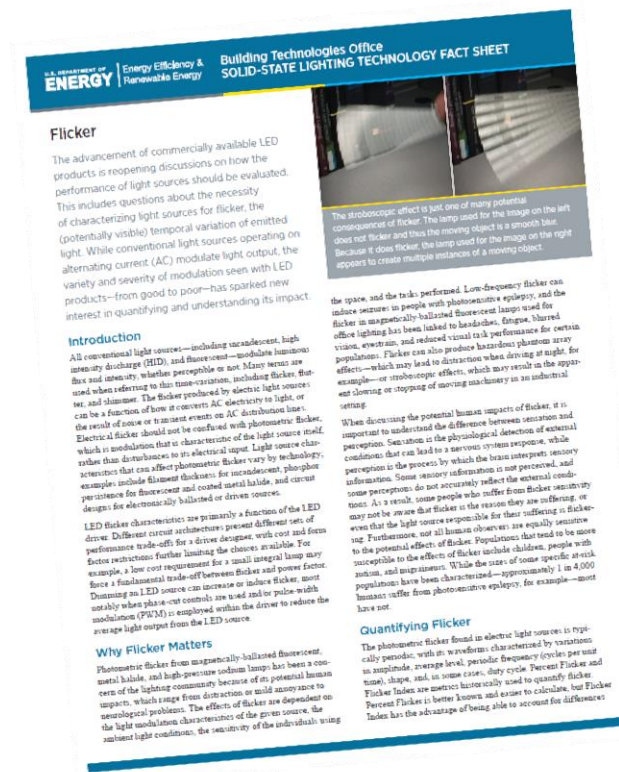 U.S. DEPARTMENT OF
ENERGY
Energy Efficiency &
Renewable Energy
Building Technologies Office
SOLID-STATE LIGHTING TECHNOLOGY FACT SHEET
Flicker
The advancement of commercially available LED
products is reopening discussions on how the
performance of light sources should be evaluated.
This includes questions about the necessity
of characterizing light sources for flicker, the
(potentially visible) temporal variation of emitted
light. While conventional light sources operating on
alternating current (AC) modulate light output, the
variety and severity of modulation seen with LED
products—from good to poor—has sparked new
interest in quantifying and understanding its impact.
Introduction
All conventional light sources—including incandescent, high
intensity discharge (HID), and fluorescent—modulate luminous
flux and intensity, whether perceptible or not. Many terms are
used when referring to this time-variation, including flicker, flut-
ter, and shimmer. The flicker produced by electric light sources
can be a function of how it converts AC electricity to light, or
the result of noise or transient events on AC distribution lines.
Electrical flicker should not be confused with photometric flicker,
which is modulation that is characteristic of the light source itself,
rather than disturbances to its electrical input. Light source char-
acteristics that can affect photometric flicker vary by technology;
examples include filament thickness for incandescent, phosphor
persistence for fluorescent and coated metal halide, and circuit
designs for electronically ballasted or driven sources.
LED flicker characteristics are primarily a function of the LED
driver. Different circuit architectures present different sets of
performance trade-offs for a driver designer, with cost and form
factor restrictions further limiting the choices available. For
example, a low cost requirement for a small integral lamp may
force a fundamental trade-off between flicker and power factor.
Dimming an LED source can increase or induce flicker, most
notably when phase-cut controls are used and/or pulse-width
modulation (PWM) is employed within the driver to reduce the
average light output from the LED source.
Why Flicker Matters
Photometric flicker from magnetically-ballasted fluorescent,
metal halide, and high-pressure sodium lamps has been a con-
cern of the lighting community because of its potential human
impacts, which range from distraction or mild annoyance to
neurological problems. The effects of flicker are dependent on
the light modulation characteristics of the given source, the
ambient light conditions, the sensitivity of the individuals using
The stroboscopic effect is just one of many potential
consequences of flicker. The lamp used for the image on the left
does not flicker and thus the moving object is a smooth blur.
Because it does flicker, the lamp used for the image on the right
appears to create multiple instances of a moving object.
the space, and the tasks performed. Low-frequency flicker can
induce seizures in people with photosensitive epilepsy, and the
flicker in magnetically-ballasted fluorescent lamps used for
office lighting has been linked to headaches, fatigue, blurred
vision, eyestrain, and reduced visual task performance for certain
populations. Flicker can also produce hazardous phantom array
effects—which may lead to distraction when driving at night, for
example—or stroboscopic effects, which may result in the appar-
ent slowing or stopping of moving machinery in an industrial
setting.
When discussing the potential human impacts of flicker, it is
important to understand the difference between sensation and
perception. Sensation is the physiological detection of external
conditions that can lead to a nervous system response, while
perception is the process by which the brain interprets sensory
information. Some sensory information is not perceived, and
some perceptions do not accurately reflect the external condi-
tions. As a result, some people who suffer from flicker sensitivity
may not be aware that flicker is the reason they are suffering, or
even that the light source responsible for their suffering is flicker-
ing. Furthermore, not all human observers are equally sensitive
to the potential effects of flicker. Populations that tend to be more
susceptible to the effects of flicker include children, people with
autism, and migraineurs. While the sizes of some specific at-risk
populations have been characterized—approximately 1 in 4,000
humans suffer from photosensitive epilepsy, for example—most
have not.
Quantifying Flicker
The photometric flicker found in electric light sources is typi-
cally periodic, with its waveforms characterized by variations
in amplitude, average level, periodic frequency (cycles per unit
time), shape, and, in some cases, duty cycle. Percent Flicker and
Flicker Index are metrics historically used to quantify flicker.
Percent Flicker is better known and easier to calculate, but Flicker
Index has the advantage of being able to account for differences